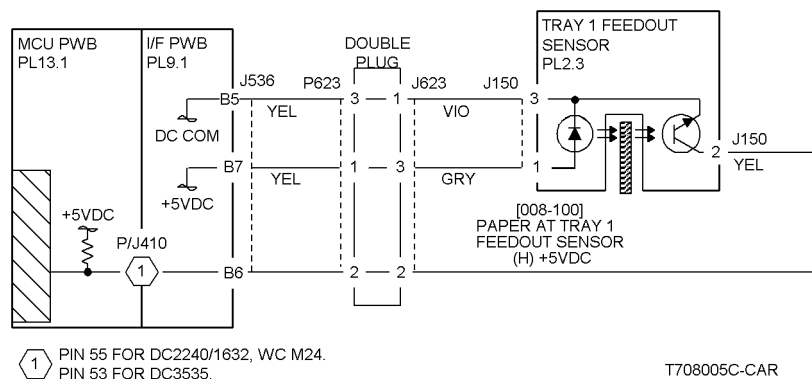 MCU PWB
PL13.1
I/F PWB
PL9.1
DOUBLE
PLUG
TRAY 1 FEEDOUT
SENSOR
PL2.3
J536
P623
J623
J150
B5
YEL
3
1
VIO
3
DC COM
B7
YEL
1
3
GRY
1
2
J150
YEL
+5VDC
+5VDC
P/J410
1
B6
2
2
[008-100]
PAPER AT TRAY 1
FEEDOUT SENSOR
(H) +5VDC
1 PIN 55 FOR DC2240/1632, WC M24.
PIN 53 FOR DC3535.
T708005C-CAR